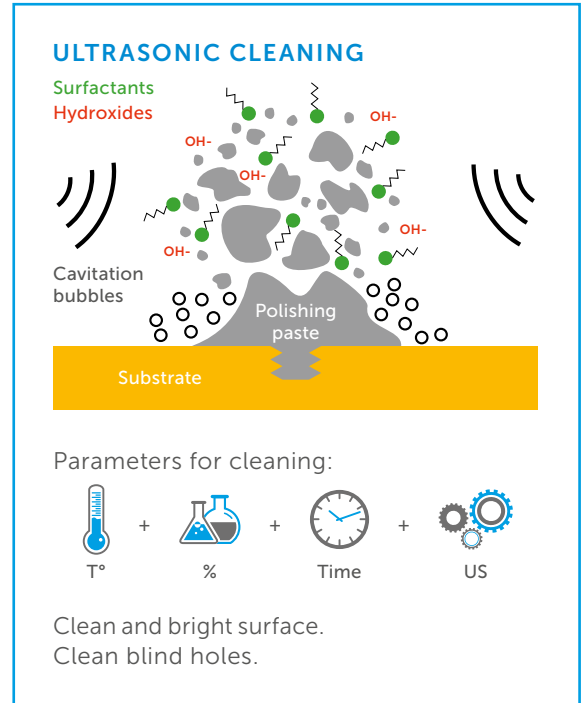 ULTRASONIC CLEANING
Surfactants
Hydroxides
OH-
OH-
OH-
OH-
OH-
Cavitation
bubbles
Polishing
paste
Substrate
Parameters for cleaning:
+ + +
T° % Time US
Clean and bright surface.
Clean blind holes.